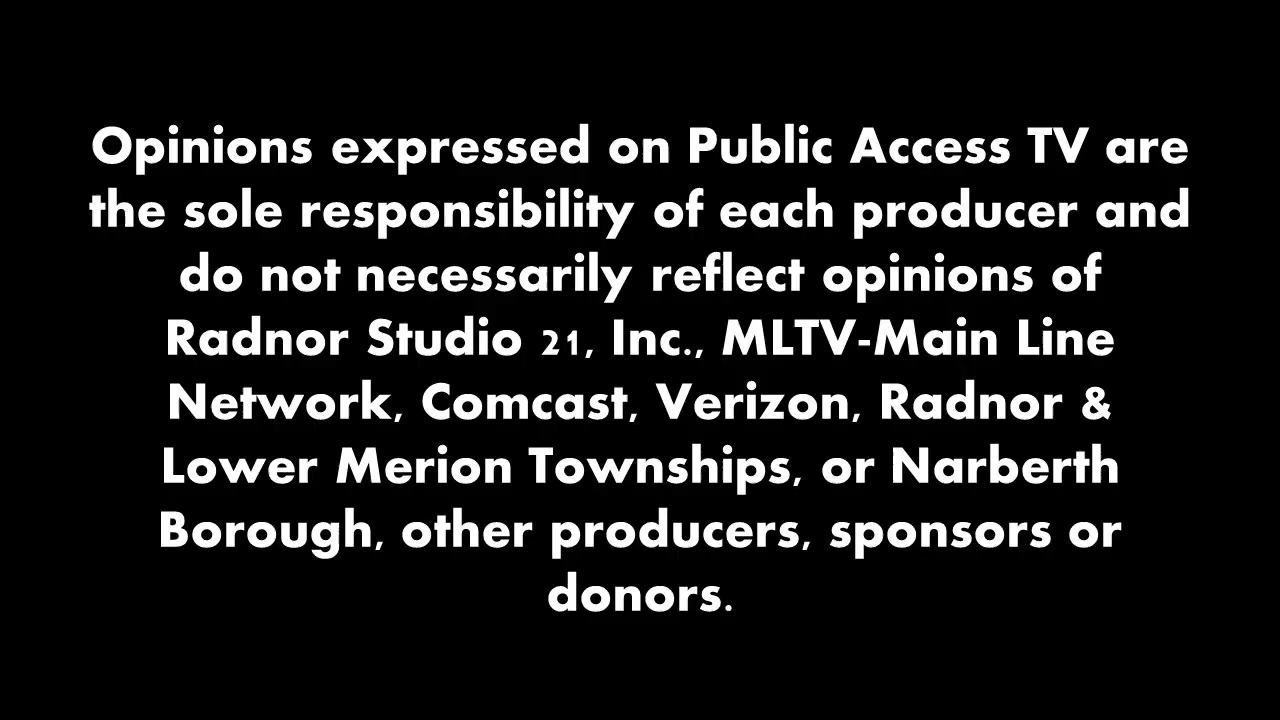 Opinions expressed on Public Access TV are
the sole responsibility of each producer and
do not necessarily reflect opinions of
Radnor Studio 21, Inc., MLTV-Main Line
Network, Comcast, Verizon, Radnor &
Lower Merion Townships, or Narberth
Borough, other producers, sponsors or
donors.